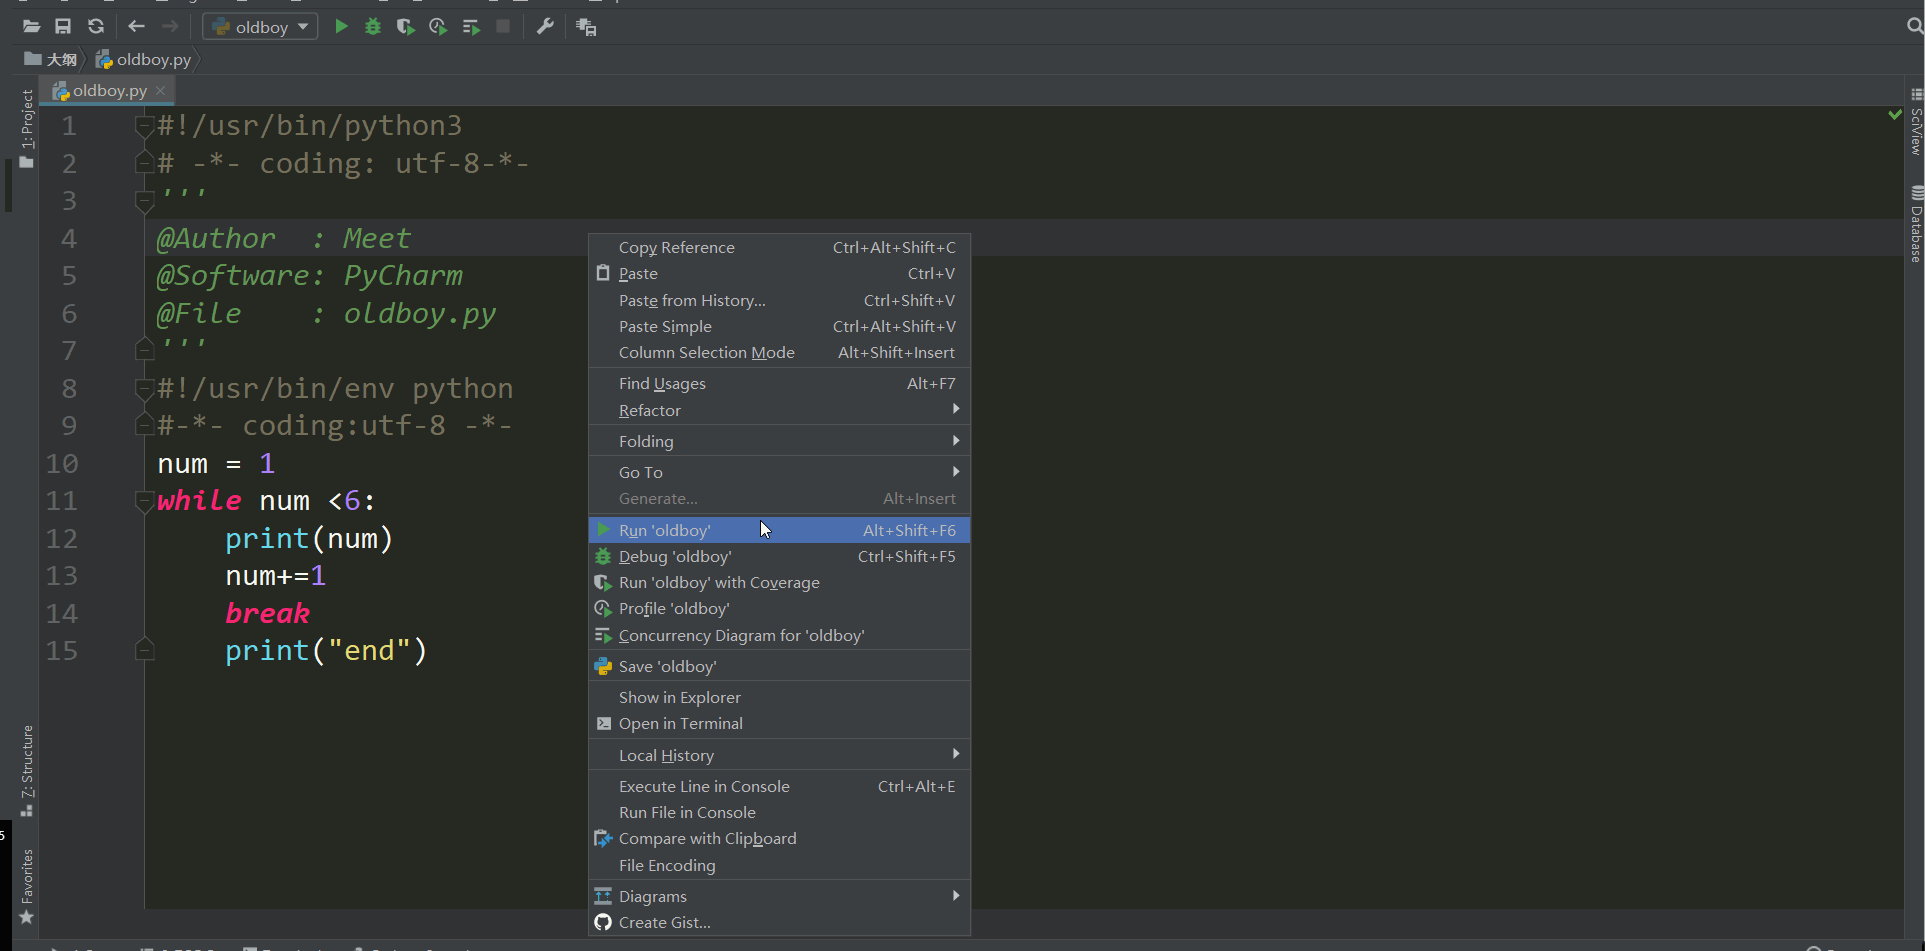 oldboy
大纲
oldboy.py
oldboy.py
1: Project
7: Structure
Favorites
1 #!/usr/bin/python3
2 # -*- coding: utf-8-*-
3 '''
4 @Author  : Meet
5 @Software: PyCharm
6 @File    : oldboy.py
7 '''
8 #!/usr/bin/env python
9 #-*- coding:utf-8 -*-
10 num = 1
11 while num <6:
12     print(num)
13     num+=1
14     break
15     print("end")
Copy Reference Ctrl+Alt+Shift+C
Paste Ctrl+V
Paste from History... Ctrl+Shift+V
Paste Simple Ctrl+Alt+Shift+V
Column Selection Mode Alt+Shift+Insert
Find Usages Alt+F7
Refactor
Folding
Go To
Generate... Alt+Insert
Run 'oldboy' Alt+Shift+F6
Debug 'oldboy' Ctrl+Shift+F5
Run 'oldboy' with Coverage
Profile 'oldboy'
Concurrency Diagram for 'oldboy'
Save 'oldboy'
Show in Explorer
Open in Terminal
Local History
Execute Line in Console Ctrl+Alt+E
Run File in Console
Compare with Clipboard
File Encoding
Diagrams
Create Gist...
SciView
Database
5